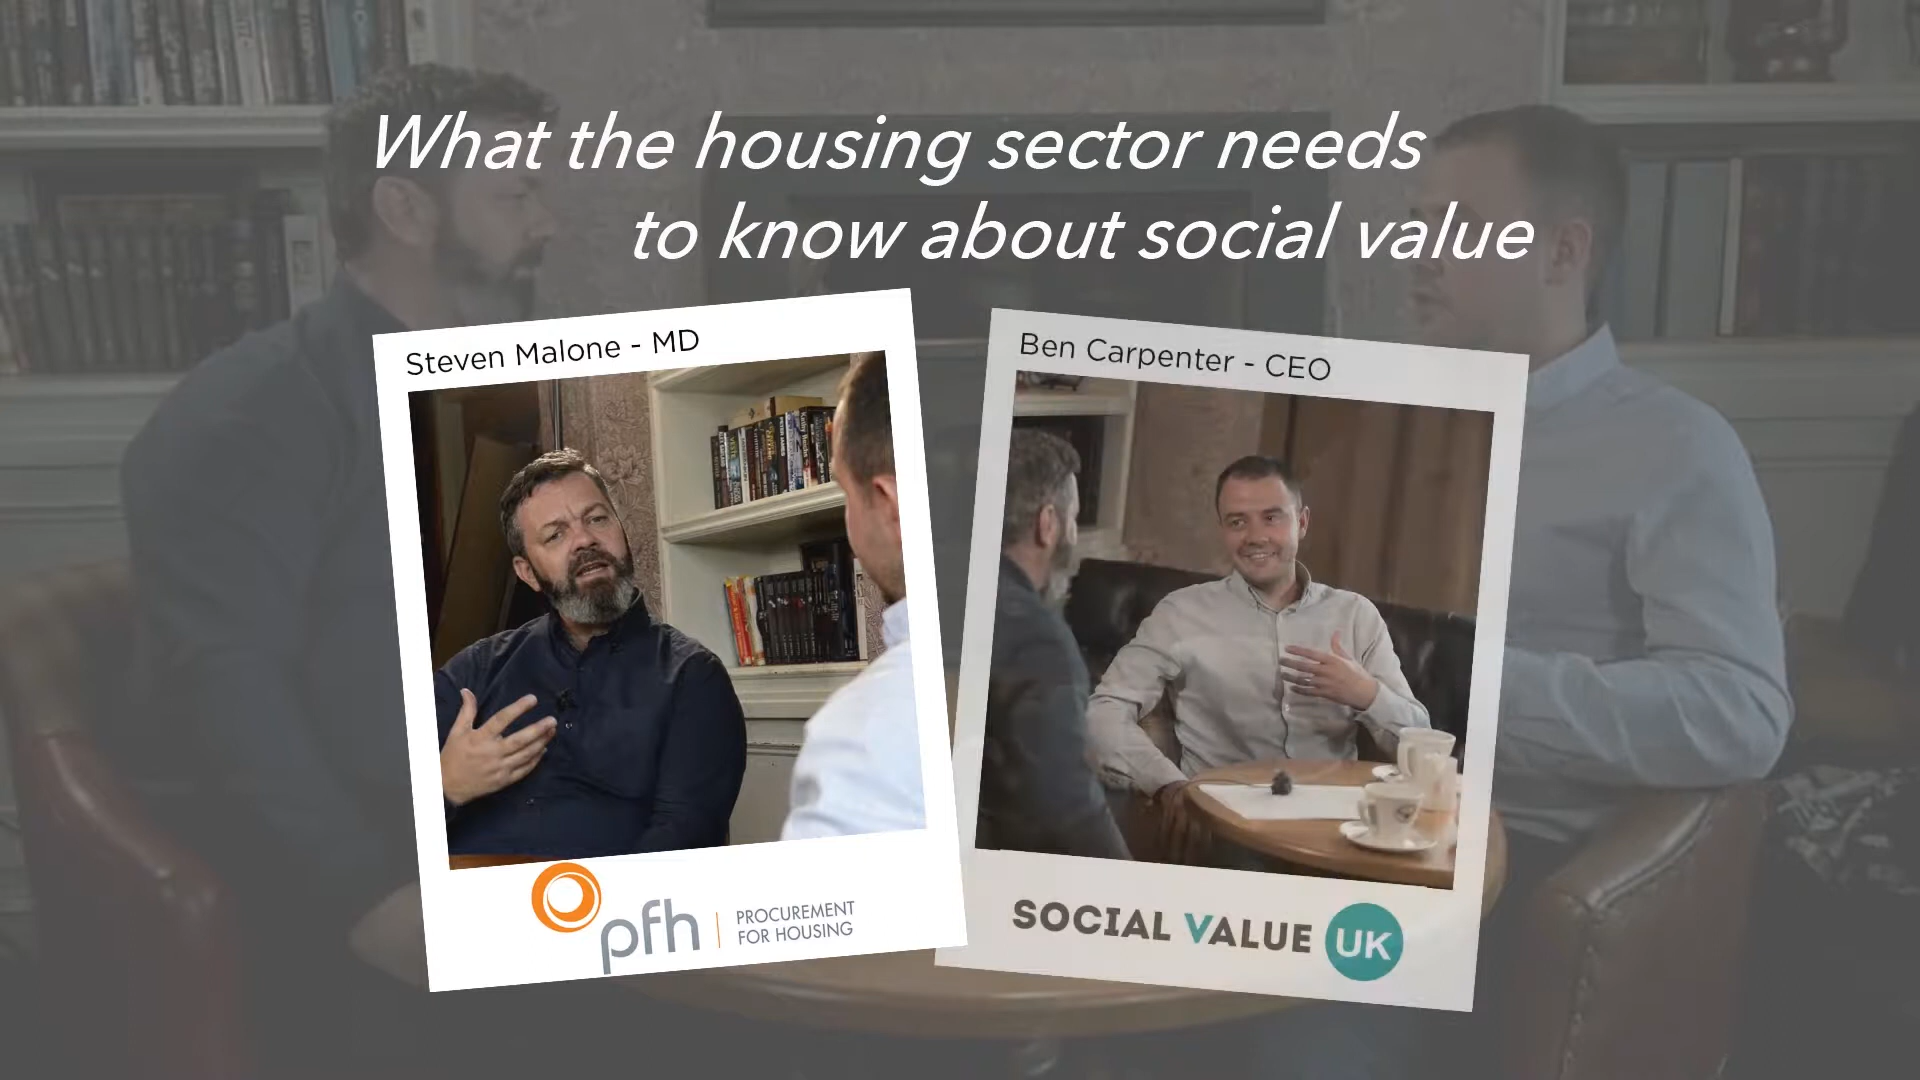 What the housing sector needs
to know about social value
Steven Malone - MD
Ben Carpenter - CEO
pfh
PROCUREMENT
FOR HOUSING
SOCIAL VALUE UK